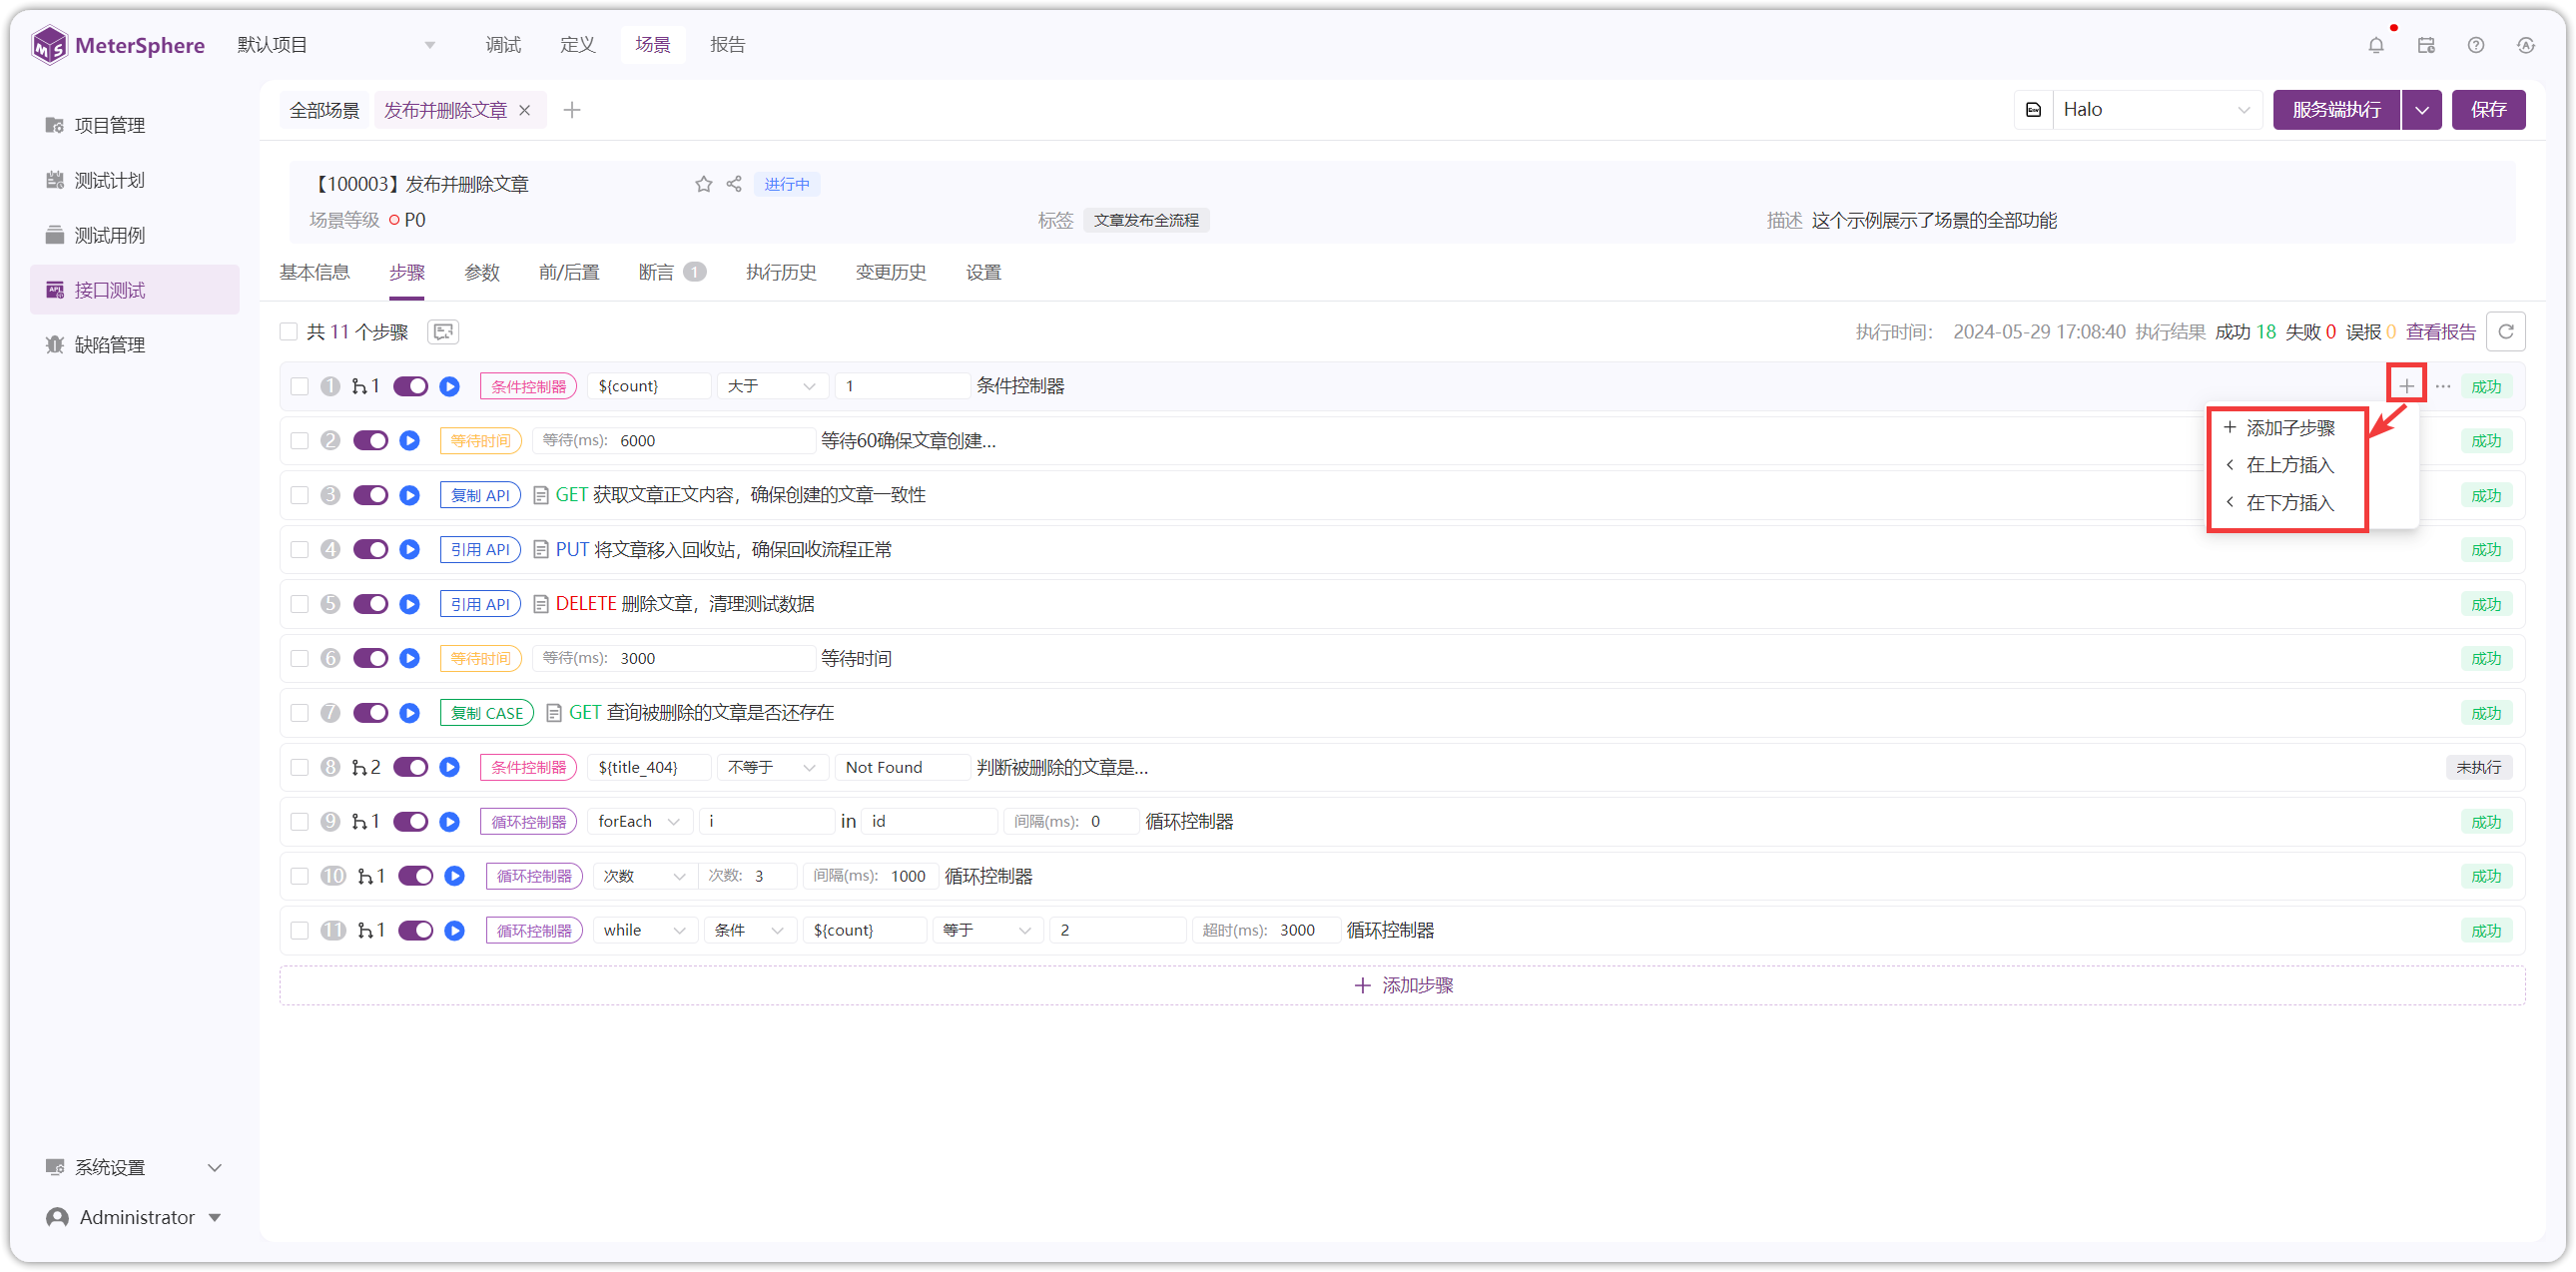 MeterSphere 默认项目 调试 定义 场景 报告
项目管理
测试计划
测试用例
接口测试
缺陷管理
系统设置
Administrator
全部场景 发布并删除文章 Halo 服务端执行 保存
【100003】发布并删除文章 进行中
场景等级 P0 标签 文章发布全流程 描述 这个示例展示了场景的全部功能
基本信息 步骤 参数 前/后置 断言 1 执行历史 变更历史 设置
共 11 个步骤 执行时间: 2024-05-29 17:08:40 执行结果 成功 18 失败 0 误报 0 查看报告
1 1 条件控制器 ${count} 大于 1 条件控制器 成功
添加子步骤
在上方插入
在下方插入
2 等待时间 等待(ms): 6000 等待60确保文章创建... 成功
3 复制 API GET 获取文章正文内容，确保创建的文章一致性 成功
4 引用 API PUT 将文章移入回收站，确保回收流程正常 成功
5 引用 API DELETE 删除文章，清理测试数据 成功
6 等待时间 等待(ms): 3000 等待时间 成功
7 复制 CASE GET 查询被删除的文章是否还存在 成功
8 2 条件控制器 ${title_404} 不等于 Not Found 判断被删除的文章是... 未执行
9 1 循环控制器 forEach i in id 间隔(ms): 0 循环控制器 成功
10 1 循环控制器 次数 次数: 3 间隔(ms): 1000 循环控制器 成功
11 1 循环控制器 while 条件 ${count} 等于 2 超时(ms): 3000 循环控制器 成功
添加步骤